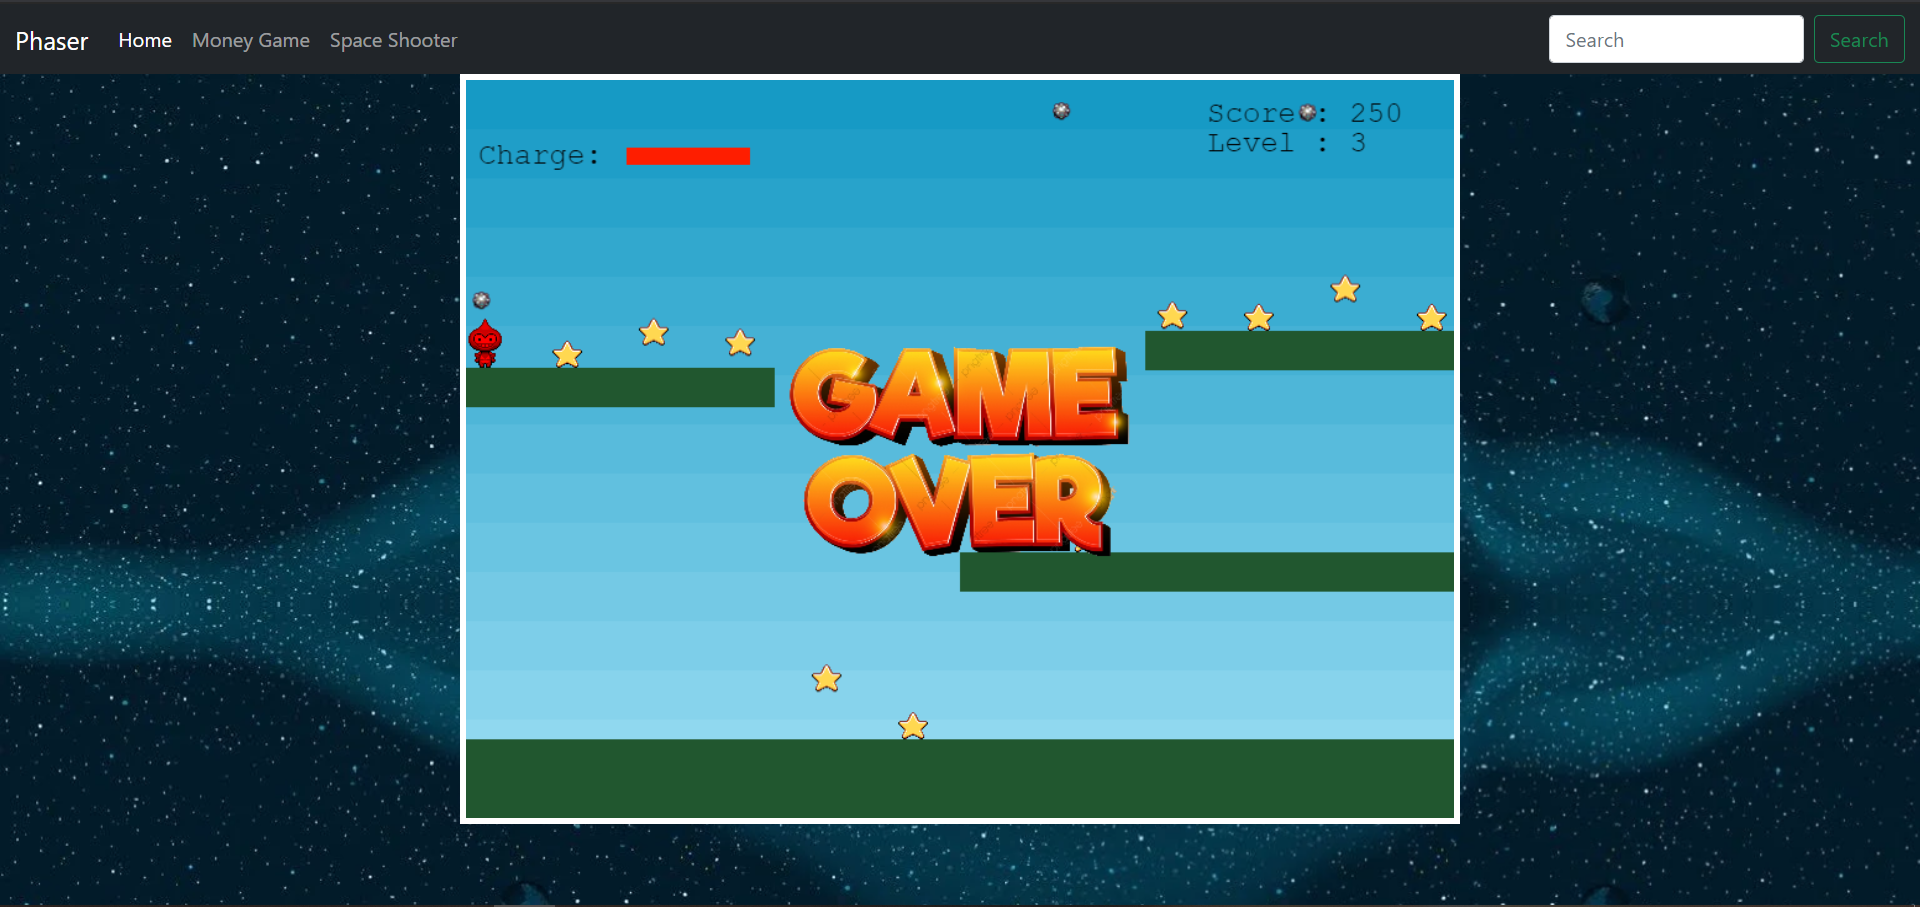 Phaser Home Money Game Space Shooter Search Search
Score : 250
Level : 3
Charge:
GAME
OVER